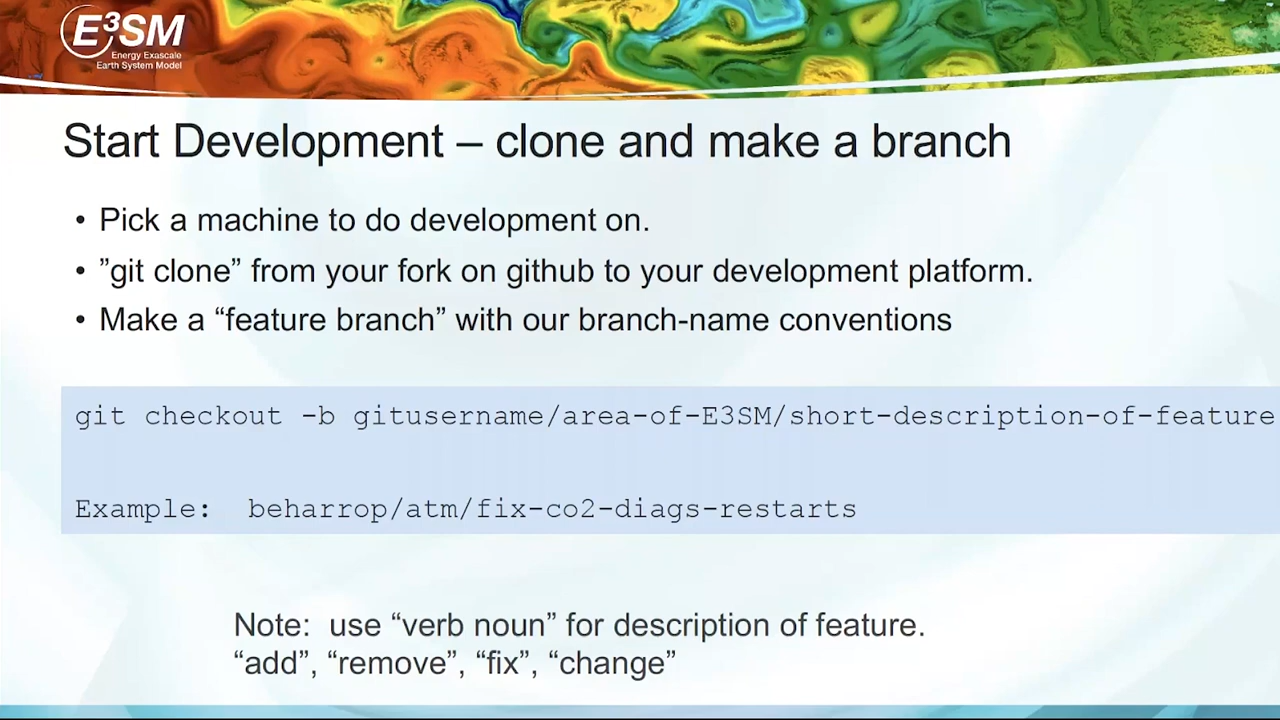 E³SM
Energy Exascale
Earth System Model
Start Development – clone and make a branch
• Pick a machine to do development on.
• ”git clone” from your fork on github to your development platform.
• Make a “feature branch” with our branch-name conventions
git checkout -b gitusername/area-of-E3SM/short-description-of-feature
Example:  beharrop/atm/fix-co2-diags-restarts
Note:  use “verb noun” for description of feature.
“add”, “remove”, “fix”, “change”